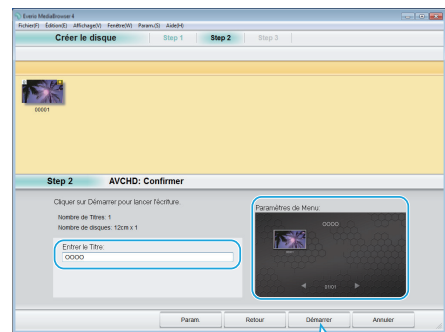 Everio MediaBrowser 4
Fichier(F) Édition(E) Affichage(V) Fenêtre(W) Param.(S) Aide(H)
Créer le disque Step 1 Step 2 Step 3
00001
Step 2 AVCHD: Confirmer
Cliquer sur Démarrer pour lancer l'écriture.
Nombre de Titres: 1
Nombre de disques: 12cm x 1
Entrer le Titre:
OOOO
Paramètres de Menu:
OOOO
01/01
Param. Retour Démarrer Annuler